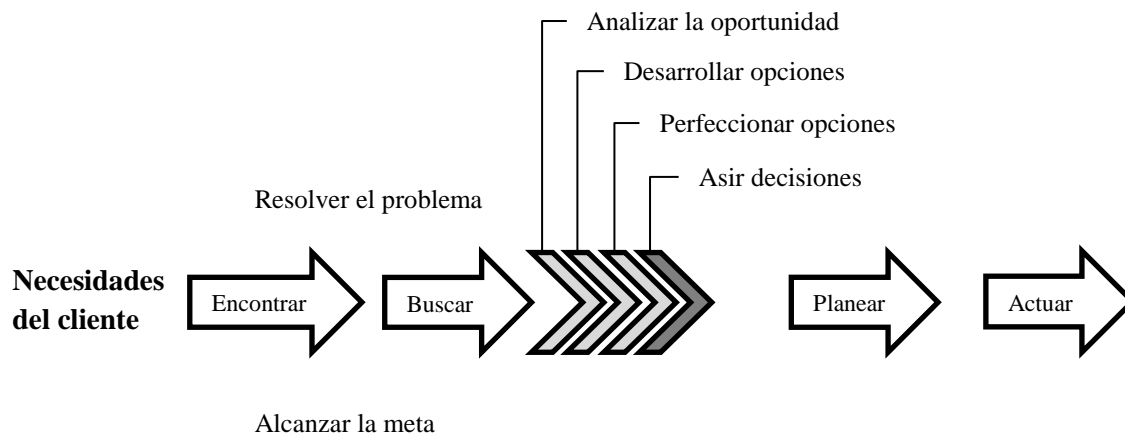 Analizar la oportunidad
Desarrollar opciones
Perfeccionar opciones
Asir decisiones
Resolver el problema
Necesidades
del cliente
Encontrar
Buscar
Planear
Actuar
Alcanzar la meta